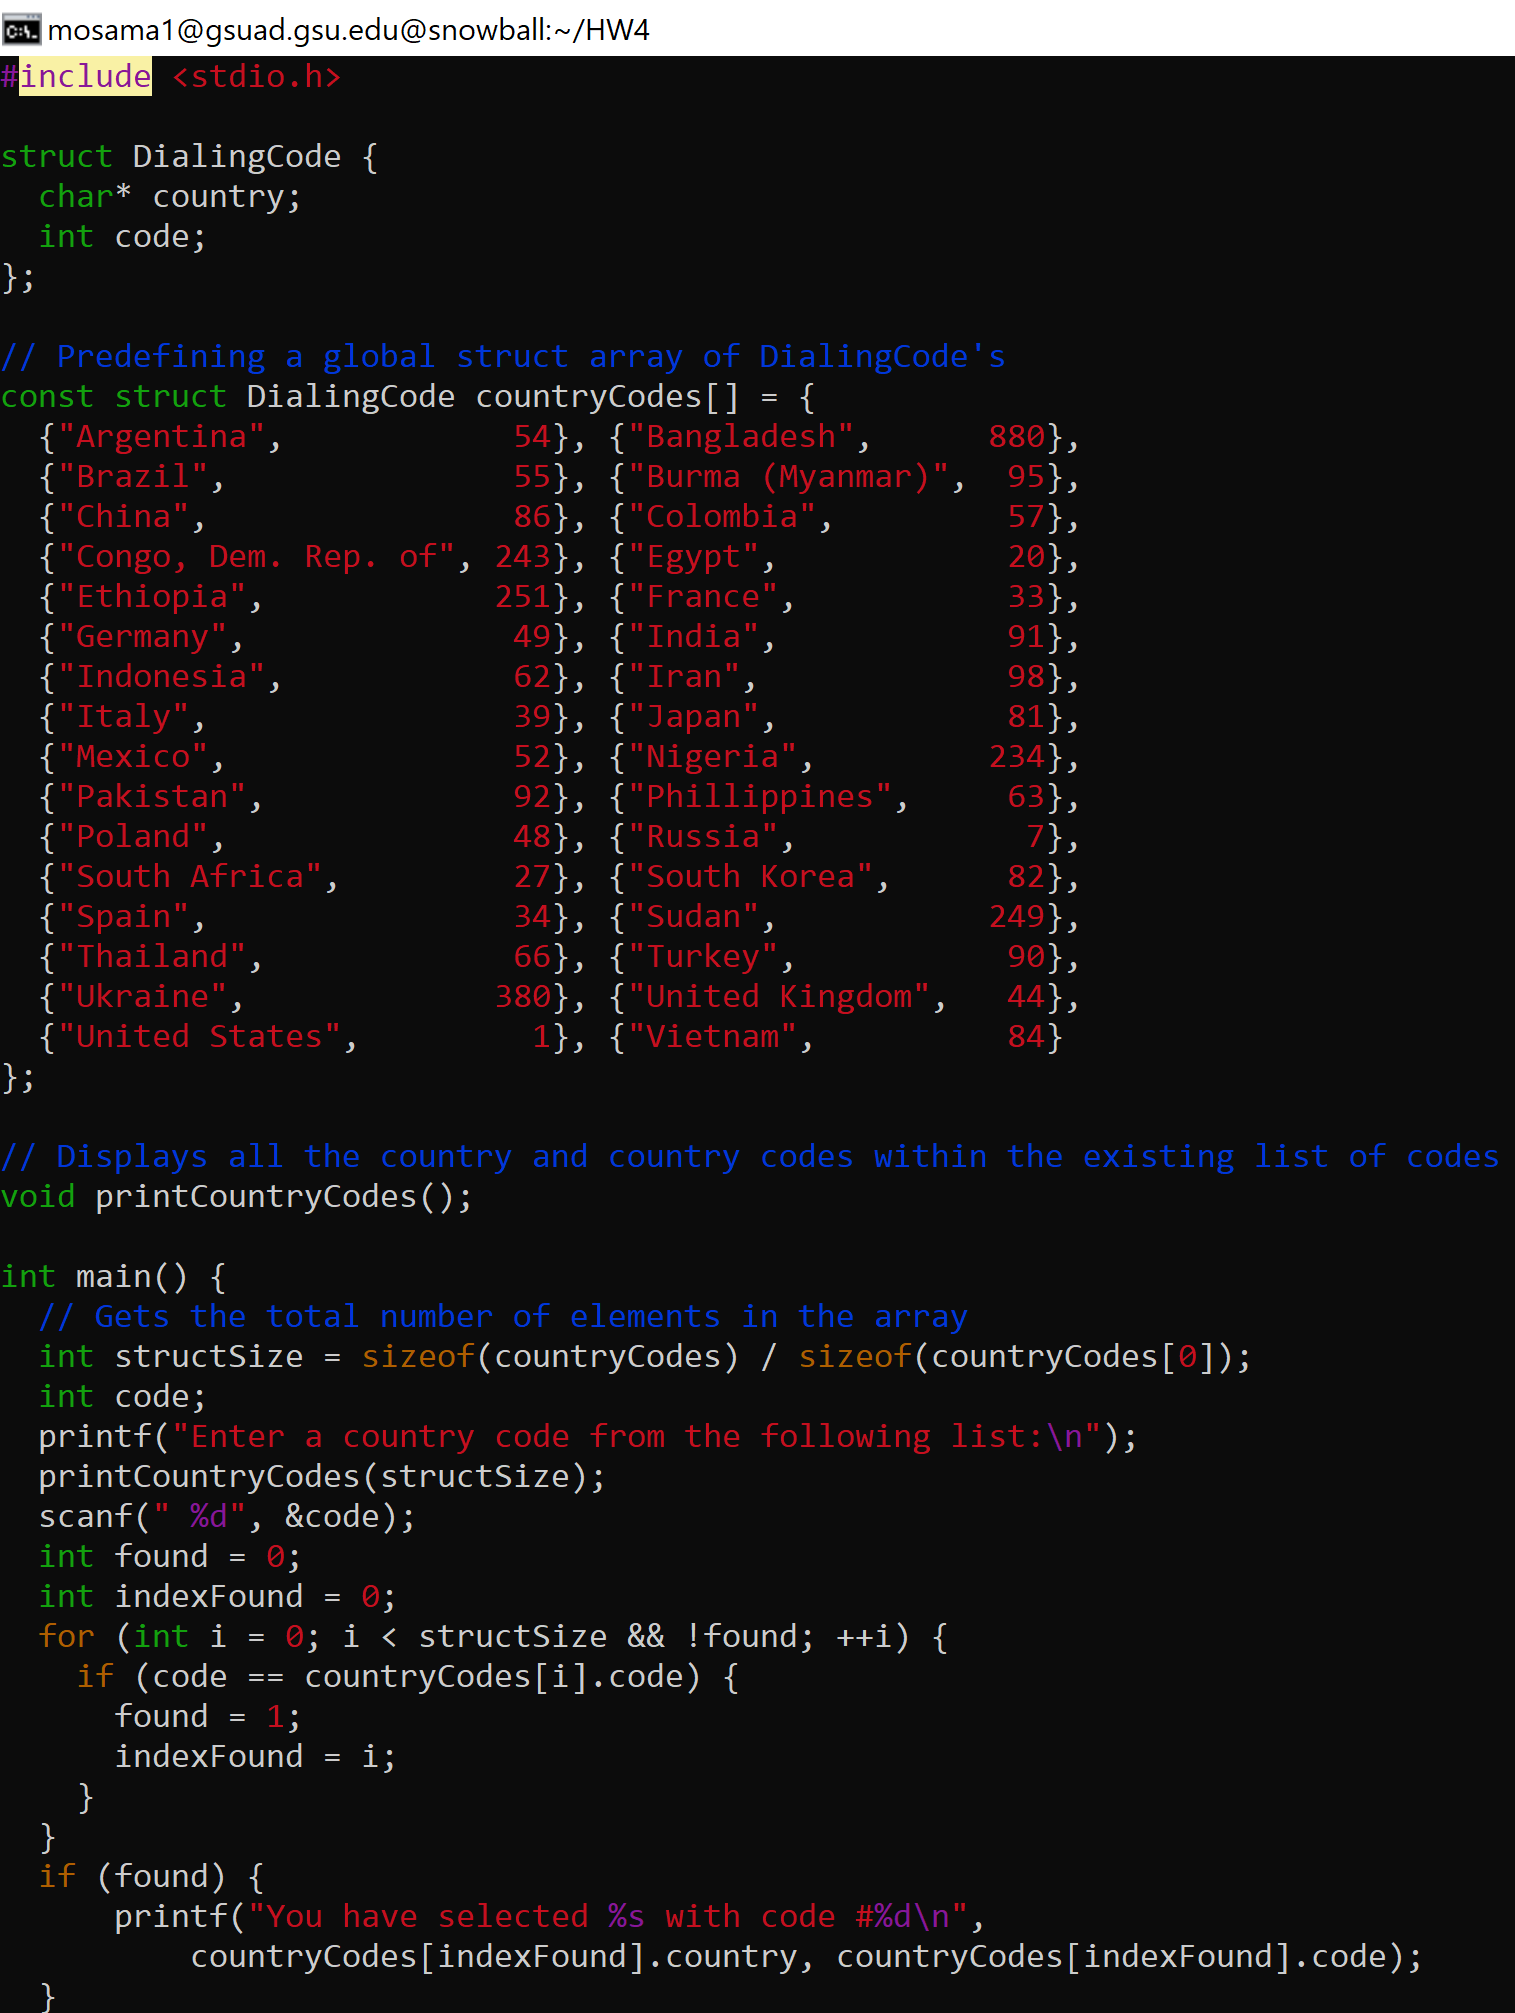 mosama1@gsuad.gsu.edu@snowball:~/HW4
#include <stdio.h>
struct DialingCode {
  char* country;
  int code;
};
// Predefining a global struct array of DialingCode's
const struct DialingCode countryCodes[] = {
  {"Argentina",            54}, {"Bangladesh",      880},
  {"Brazil",               55}, {"Burma (Myanmar)",  95},
  {"China",                86}, {"Colombia",         57},
  {"Congo, Dem. Rep. of", 243}, {"Egypt",            20},
  {"Ethiopia",            251}, {"France",           33},
  {"Germany",              49}, {"India",            91},
  {"Indonesia",            62}, {"Iran",             98},
  {"Italy",                39}, {"Japan",            81},
  {"Mexico",               52}, {"Nigeria",         234},
  {"Pakistan",             92}, {"Phillippines",     63},
  {"Poland",               48}, {"Russia",            7},
  {"South Africa",         27}, {"South Korea",      82},
  {"Spain",                34}, {"Sudan",           249},
  {"Thailand",             66}, {"Turkey",           90},
  {"Ukraine",             380}, {"United Kingdom",   44},
  {"United States",         1}, {"Vietnam",          84}
};
// Displays all the country and country codes within the existing list of codes
void printCountryCodes();
int main() {
  // Gets the total number of elements in the array
  int structSize = sizeof(countryCodes) / sizeof(countryCodes[0]);
  int code;
  printf("Enter a country code from the following list:\n");
  printCountryCodes(structSize);
  scanf(" %d", &code);
  int found = 0;
  int indexFound = 0;
  for (int i = 0; i < structSize && !found; ++i) {
    if (code == countryCodes[i].code) {
      found = 1;
      indexFound = i;
    }
  }
  if (found) {
      printf("You have selected %s with code #%d\n",
          countryCodes[indexFound].country, countryCodes[indexFound].code);
  }